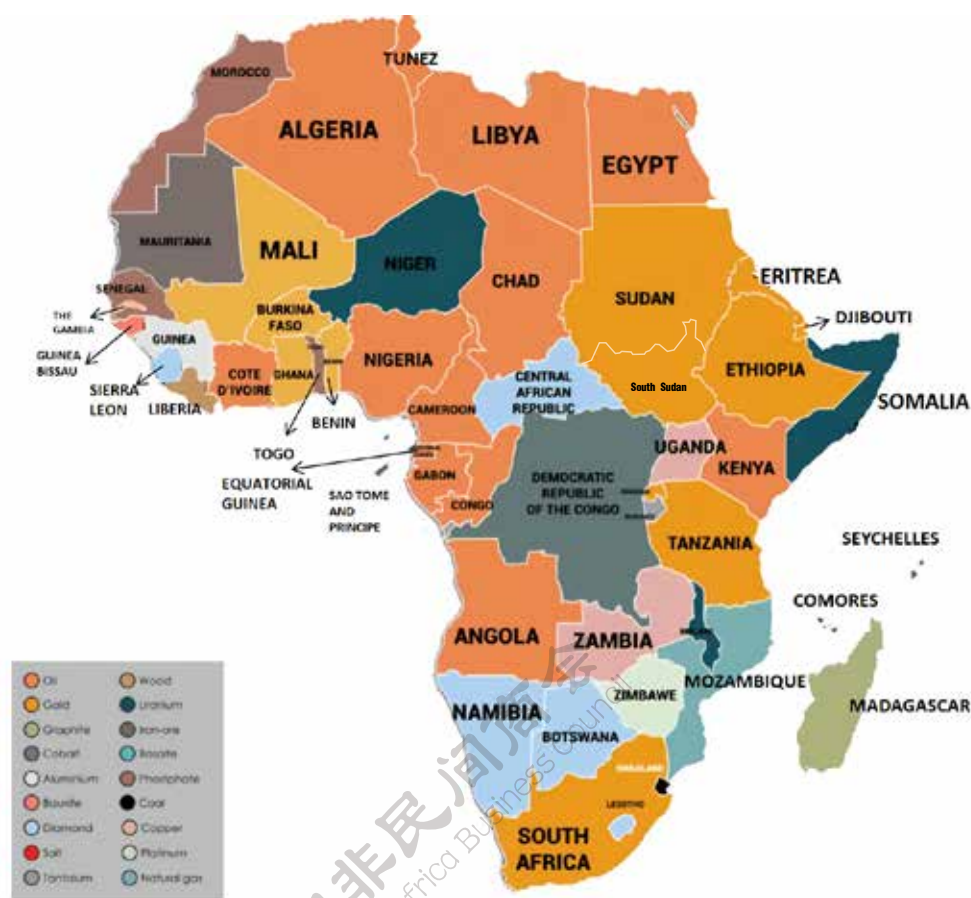 TUNEZ
MOROCCO
ALGERIA
LIBYA
EGYPT
MAURITANIA
MALI
NIGER
CHAD
SUDAN
ERITREA
DJIBOUTI
SENEGAL
THE
GAMBIA
GUINEA
BISSAU
GUINEA
BURKINA
FASO
NIGERIA
SIERRA
LEON
LIBERIA
COTE
D'IVOIRE
GHANA
BENIN
TOGO
CENTRAL
AFRICAN
REPUBLIC
South Sudan
ETHIOPIA
SOMALIA
CAMEROON
EQUATORIAL
GUINEA
SAO TOME
AND
PRINCIPE
GABON
CONGO
DEMOCRATIC
REPUBLIC
OF THE CONGO
UGANDA
KENYA
TANZANIA
SEYCHELLES
COMORES
ANGOLA
ZAMBIA
MOZAMBIQUE
MADAGASCAR
NAMIBIA
ZIMBABWE
BOTSWANA
SWAZILAND
LESOTHO
SOUTH
AFRICA
Oil
Gold
Graphite
Cobalt
Aluminium
Bauxite
Diamond
Salt
Wood
Uranium
Iron-ore
Phosphate
Coal
Copper
Platinum
Natural gas
非民间商会
Africa Business Council